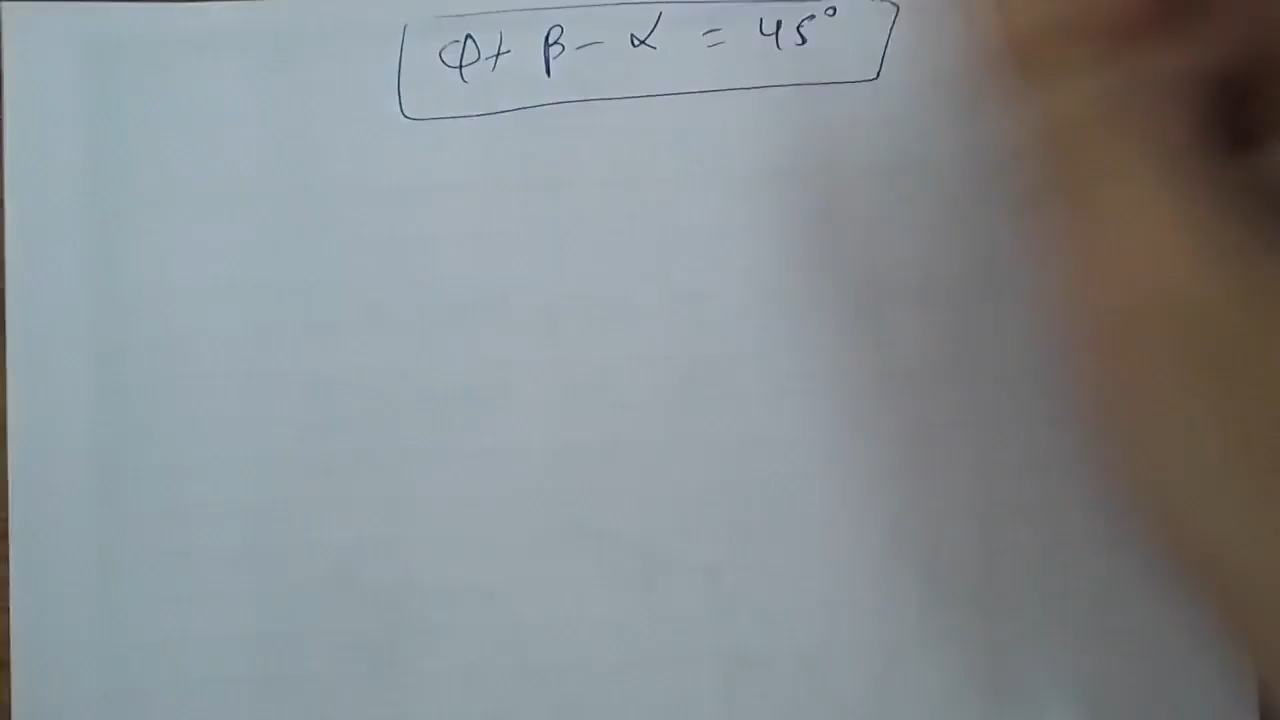 φ + β - α = 45°